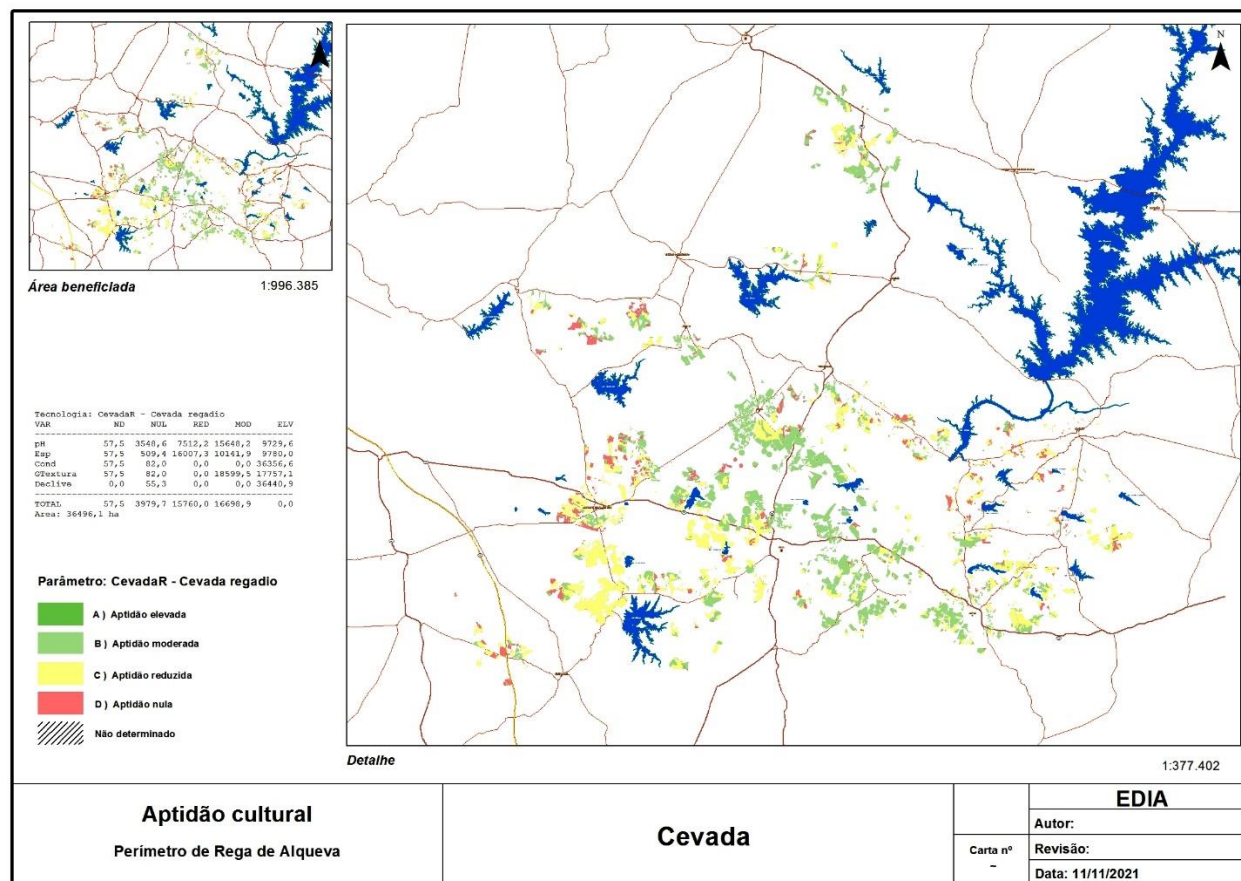 N
N
Área beneficiada
1:996.385
Tecnologia: CevadaR - Cevada regadio
VAR ND NUL RED MOD ELV
pH 57,5 3548,6 7512,2 15648,2 9729,6
Esp 57,5 509,4 16007,3 10141,9 9780,0
Cond 57,5 82,0 0,0 0,0 36356,6
GTextura 57,5 82,0 0,0 18599,5 17757,1
Declive 0,0 55,3 0,0 0,0 36440,9
TOTAL 57,5 3979,7 15760,0 16698,9 0,0
Area: 36496,1 ha
Parâmetro: CevadaR - Cevada regadio
A ) Aptidão elevada
B ) Aptidão moderada
C ) Aptidão reduzida
D ) Aptidão nula
Não determinado
Detalhe
1:377.402
Aptidão cultural
Perímetro de Rega de Alqueva
Cevada
Carta nº
–
EDIA
Autor:
Revisão:
Data: 11/11/2021